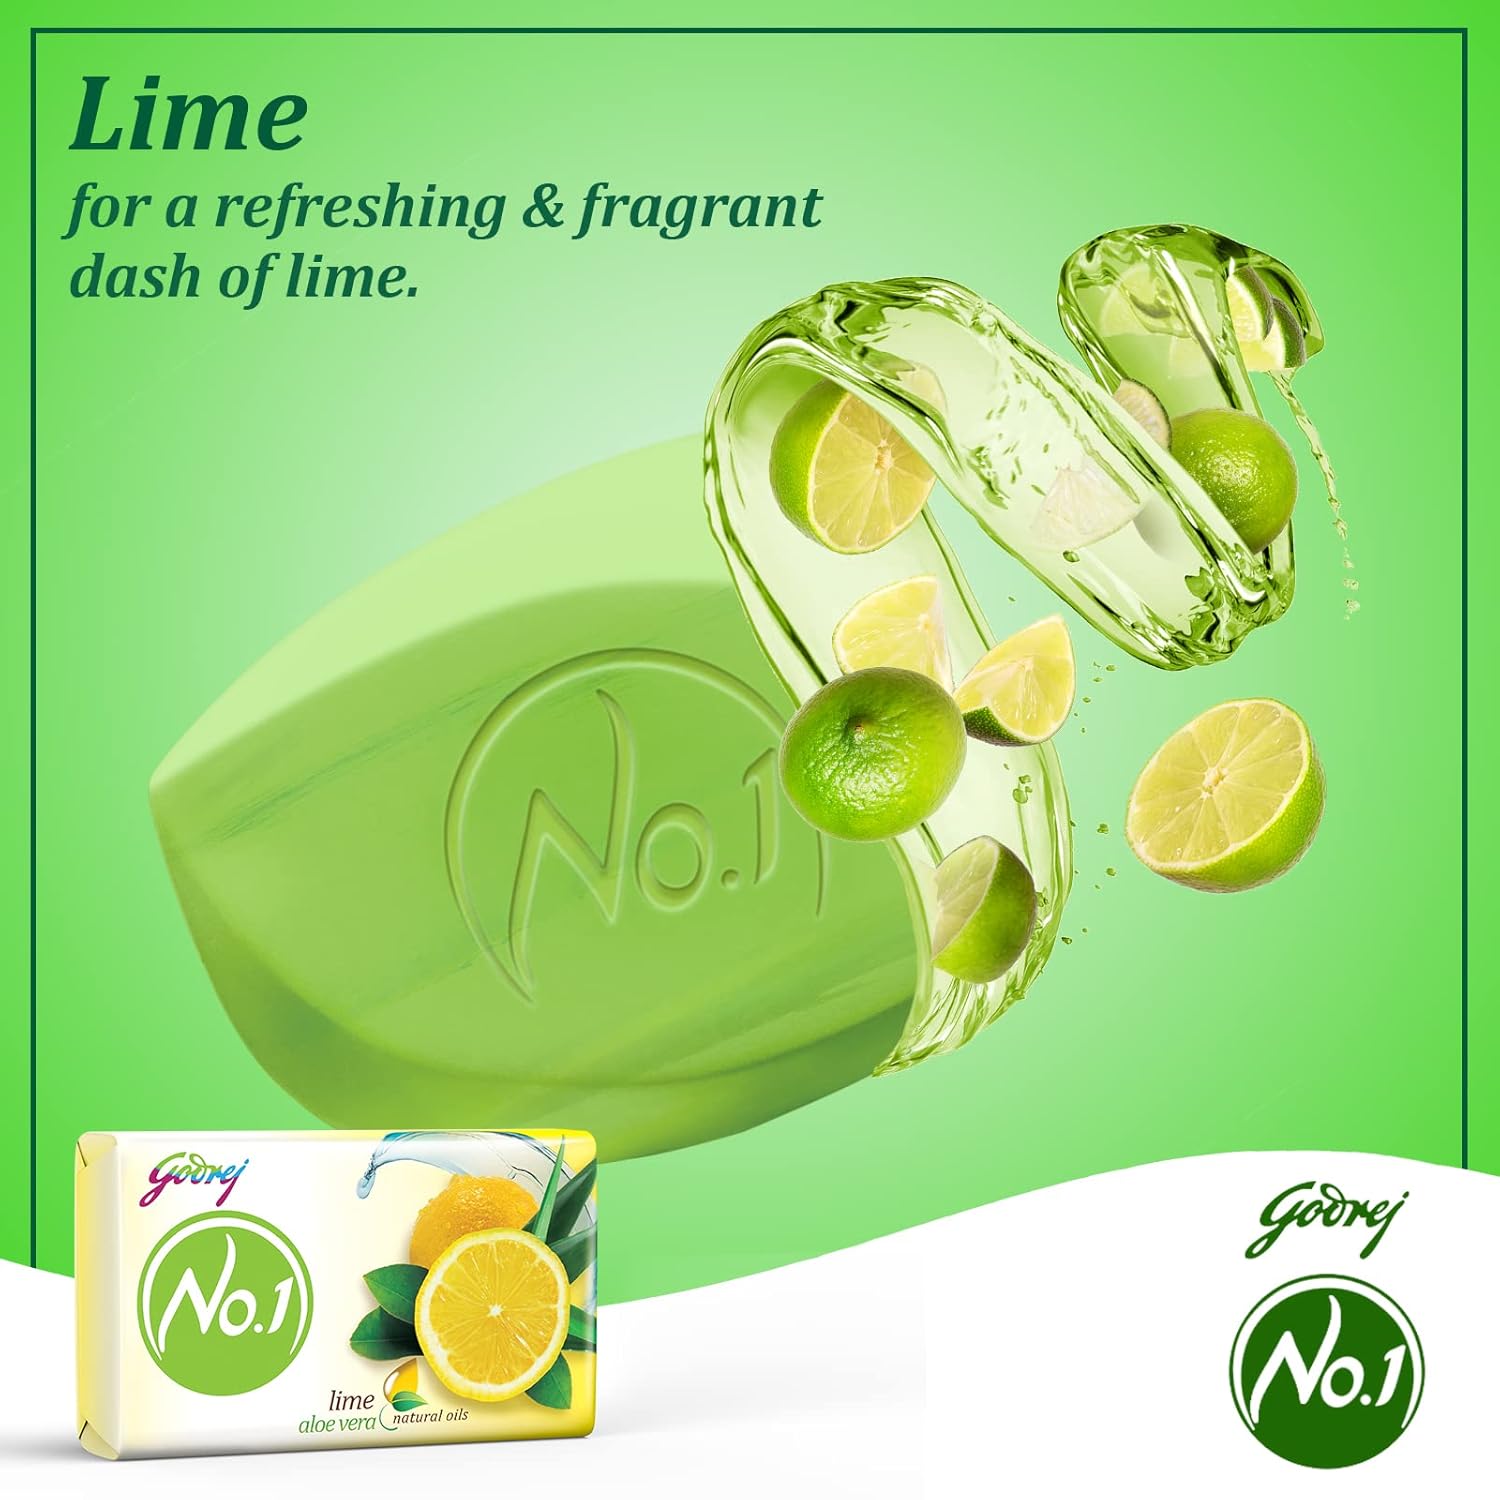 Lime
for a refreshing & fragrant
dash of lime.
No.1
Godrej
No.1
lime
aloe vera
natural oils
Godrej
No.1